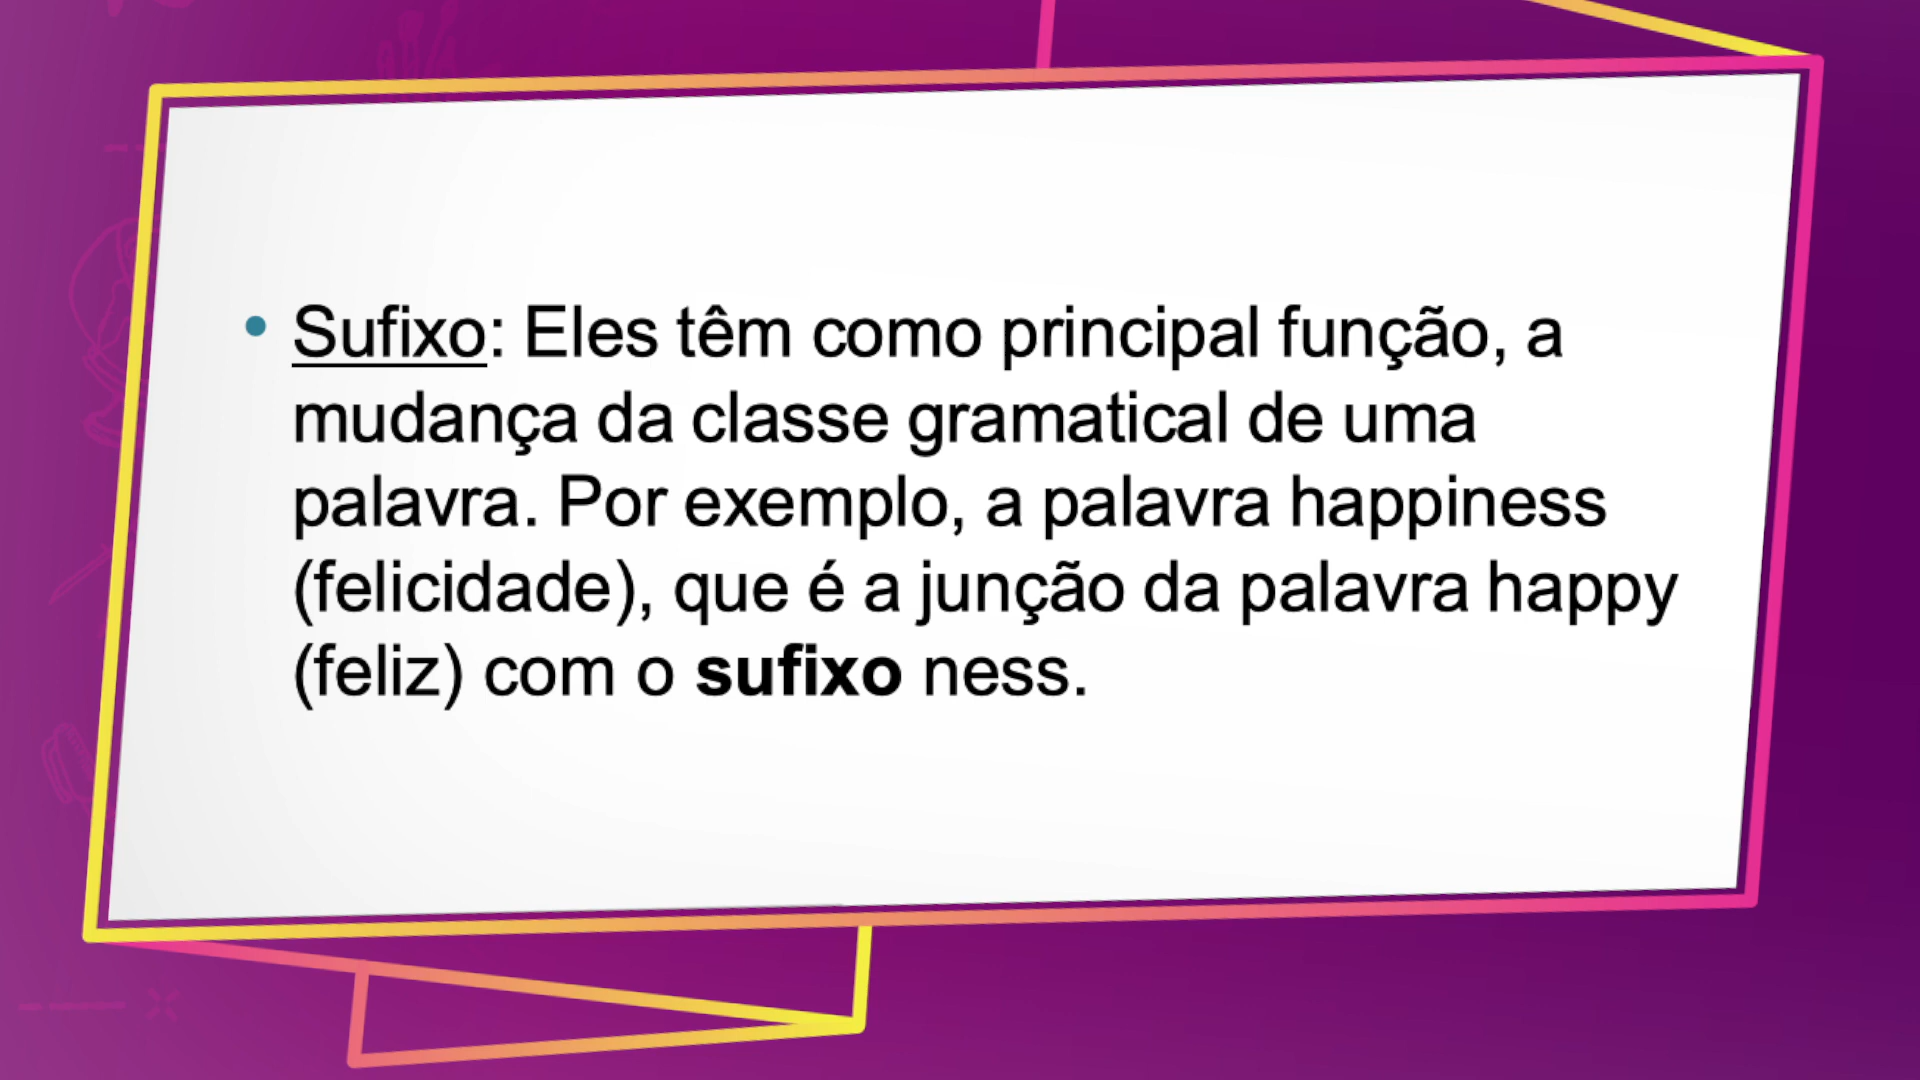 • Sufixo: Eles têm como principal função, a
mudança da classe gramatical de uma
palavra. Por exemplo, a palavra happiness
(felicidade), que é a junção da palavra happy
(feliz) com o sufixo ness.